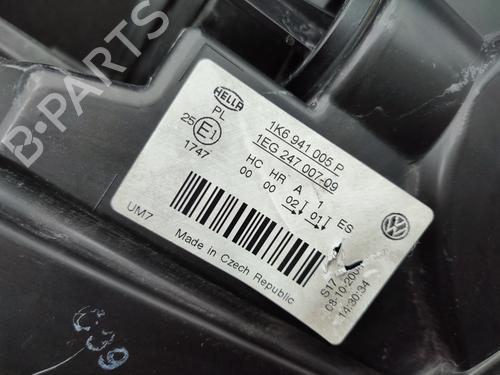 B-PARTS
HELLA
PL
25 E1
1747
1K6 941 005 P
1EG 247 007-09
HC HR A 1 ES
00 00 02 01
UM7
Made in Czech Republic
S17
14:30:34